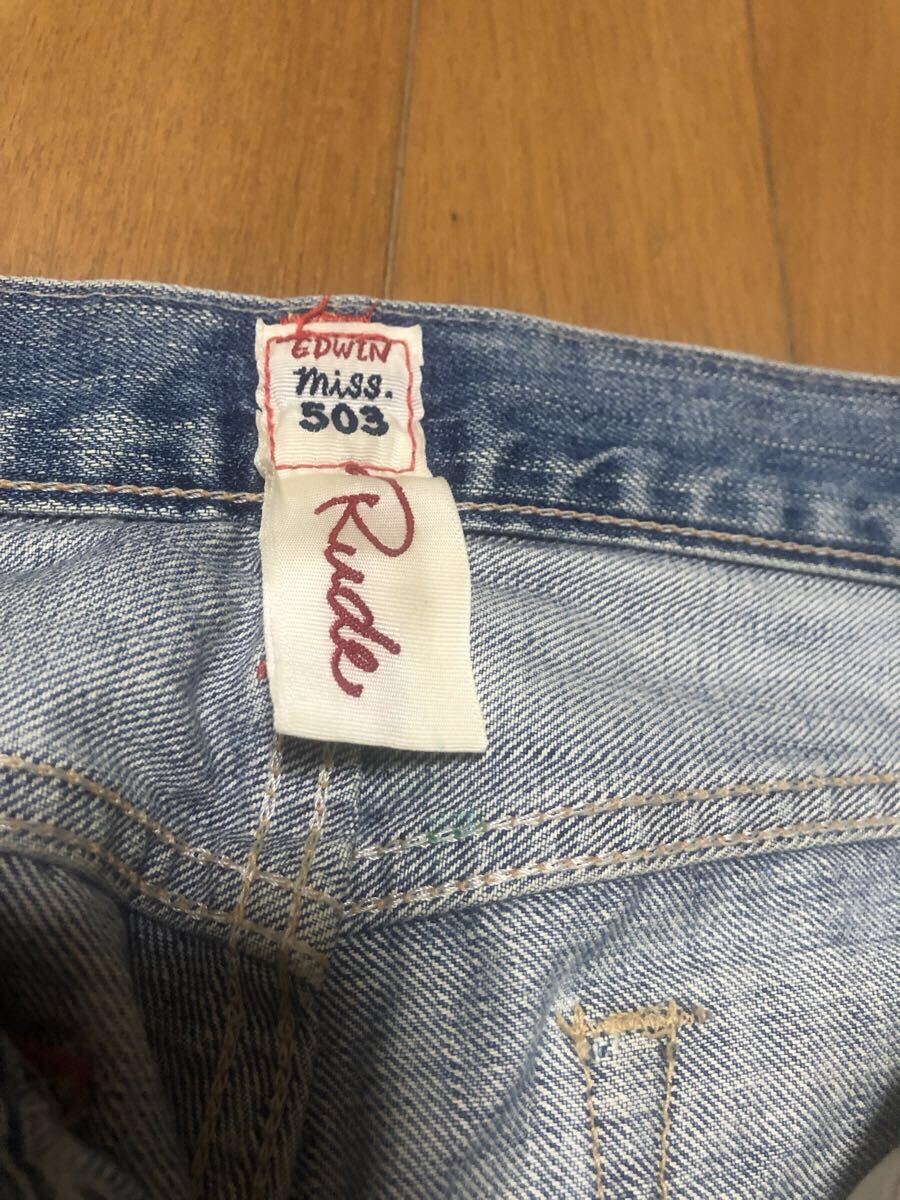 EDWIN
miss.
503
Rude